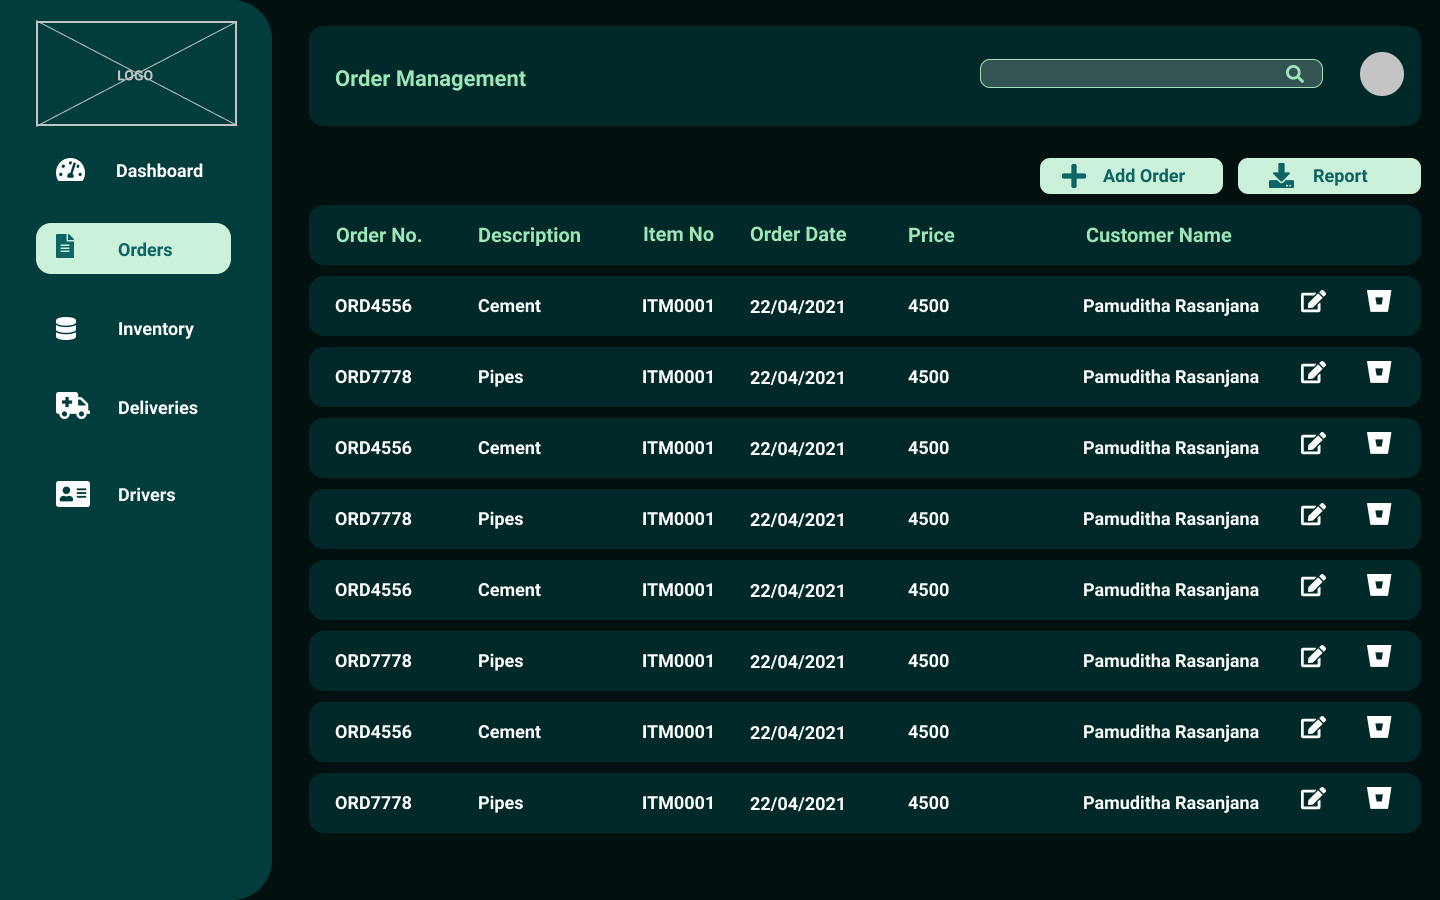 LOGO
Dashboard
Orders
Inventory
Deliveries
Drivers
Order Management
Add Order Report
Order No. Description Item No Order Date Price Customer Name
ORD4556 Cement ITM0001 22/04/2021 4500 Pamuditha Rasanjana
ORD7778 Pipes ITM0001 22/04/2021 4500 Pamuditha Rasanjana
ORD4556 Cement ITM0001 22/04/2021 4500 Pamuditha Rasanjana
ORD7778 Pipes ITM0001 22/04/2021 4500 Pamuditha Rasanjana
ORD4556 Cement ITM0001 22/04/2021 4500 Pamuditha Rasanjana
ORD7778 Pipes ITM0001 22/04/2021 4500 Pamuditha Rasanjana
ORD4556 Cement ITM0001 22/04/2021 4500 Pamuditha Rasanjana
ORD7778 Pipes ITM0001 22/04/2021 4500 Pamuditha Rasanjana